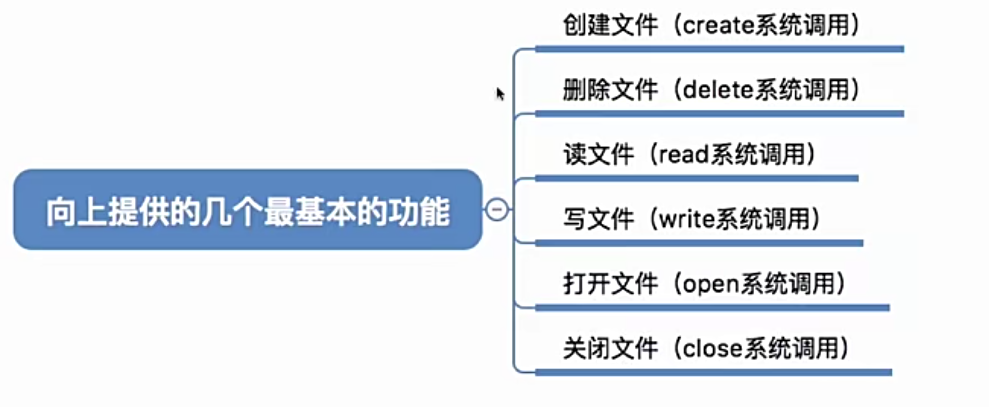 创建文件（create系统调用）
删除文件（delete系统调用）
读文件（read系统调用）
向上提供的几个最基本的功能
写文件（write系统调用）
打开文件（open系统调用）
关闭文件（close系统调用）